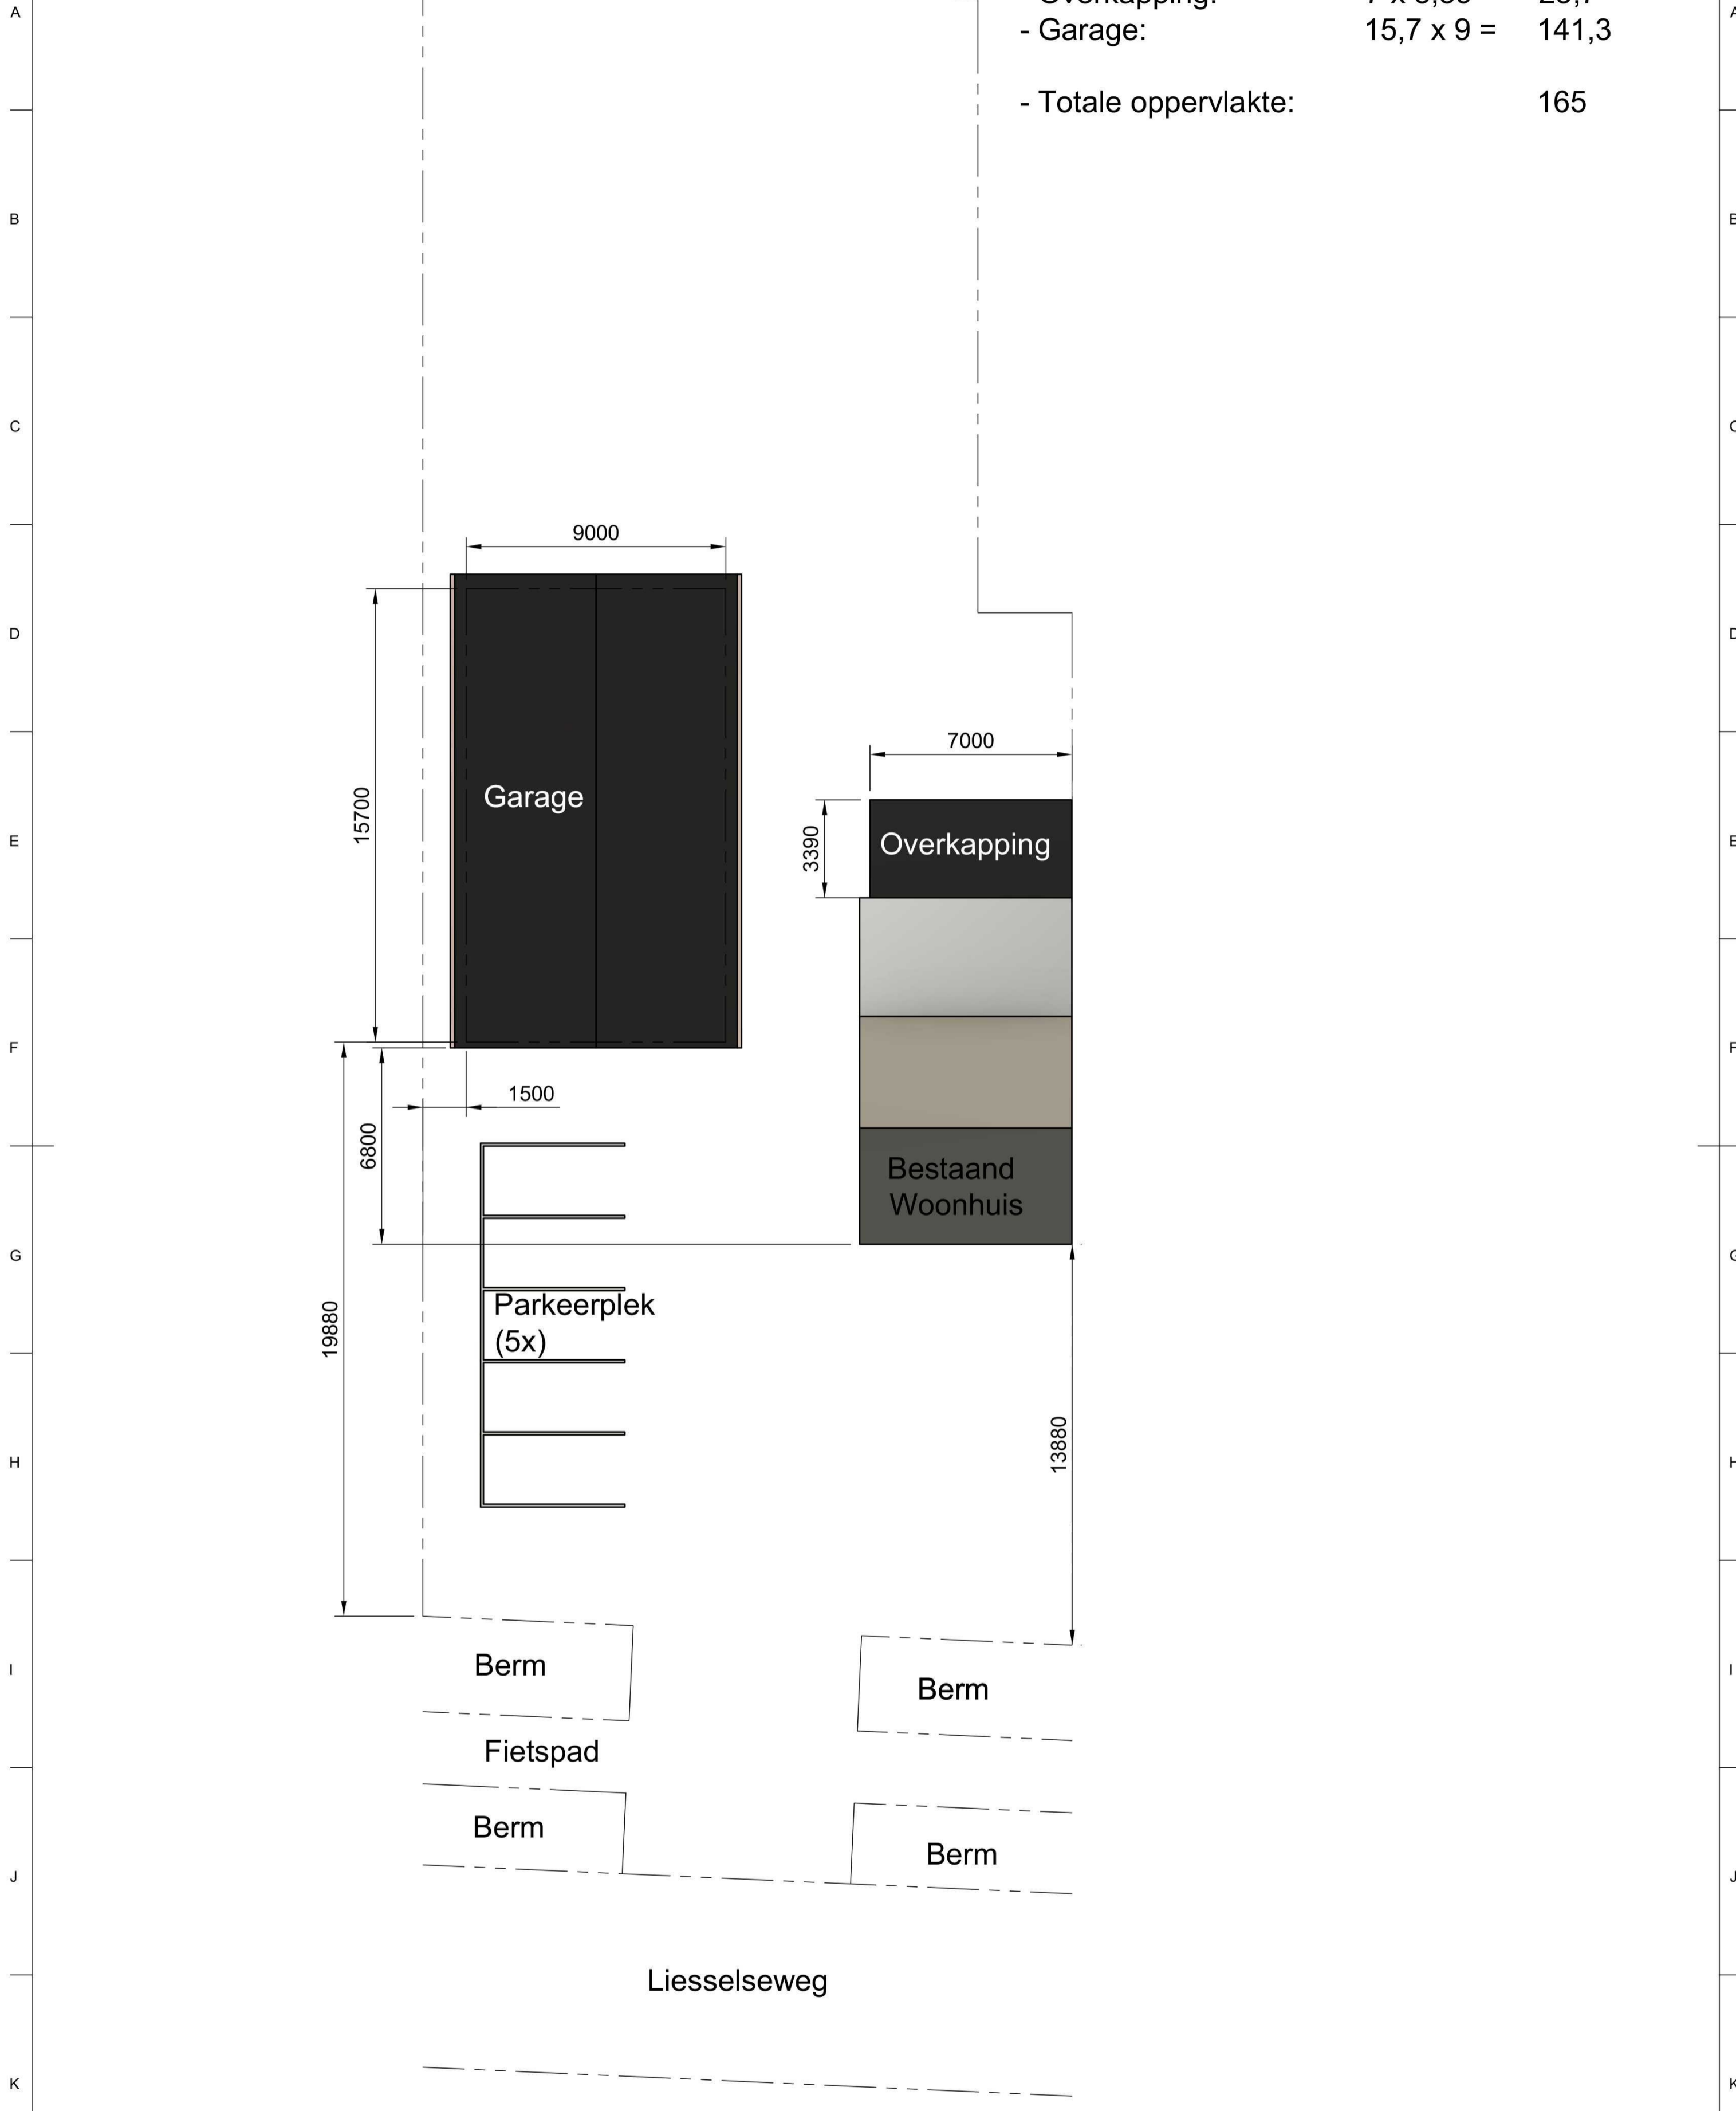 - Garage: 15,7 x 9 = 141,3
- Totale oppervlakte: 165
A
A
B
B
C
C
9000
D
D
7000
15700
Garage
3390
Overkapping
E
E
F
F
1500
6800
Bestaand
Woonhuis
G
G
Parkeerplek
(5x)
19880
13880
H
H
Berm
I
I
Berm
Fietspad
Berm
Berm
J
J
Liesselseweg
K
K